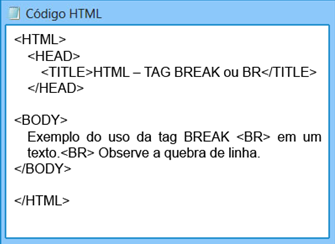 Código HTML
<HTML>
<HEAD>
<TITLE>HTML – TAG BREAK ou BR</TITLE>
</HEAD>
<BODY>
Exemplo do uso da tag BREAK <BR> em um
texto.<BR> Observe a quebra de linha.
</BODY>
</HTML>